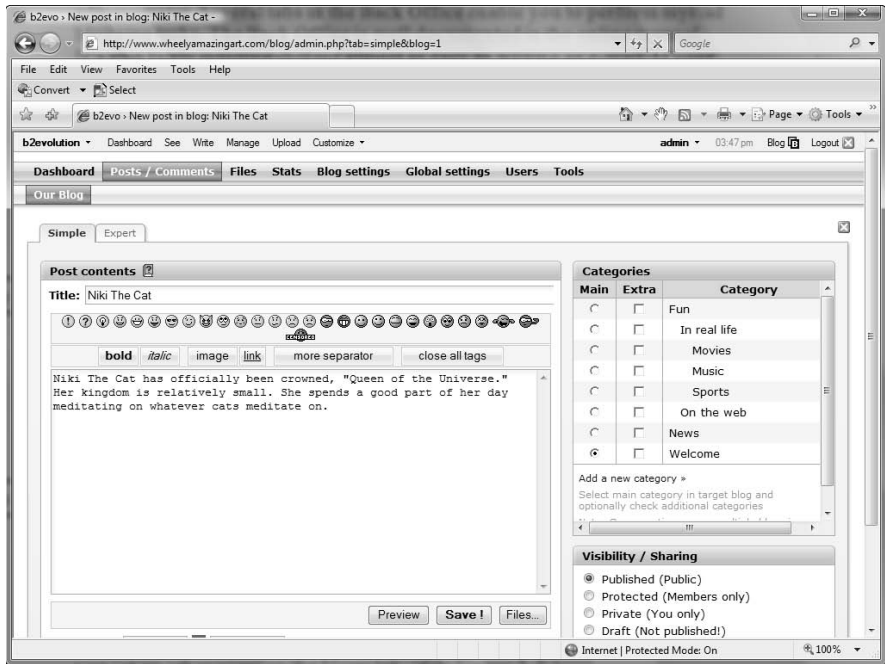 b2evo › New post in blog: Niki The Cat -
http://www.wheelyamazingart.com/blog/admin.php?tab=simple&blog=1
Google
File Edit View Favorites Tools Help
Convert Select
b2evo › New post in blog: Niki The Cat
Page Tools
b2evolution Dashboard See Write Manage Upload Customize
admin 03:47 pm Blog Logout
Dashboard Posts / Comments Files Stats Blog settings Global settings Users Tools
Our Blog
Simple Expert
Post contents
Title: Niki The Cat
CENSORED
bold italic image link more separator close all tags
Niki The Cat has officially been crowned, "Queen of the Universe."
Her kingdom is relatively small. She spends a good part of her day
meditating on whatever cats meditate on.
Preview Save ! Files...
Categories
Main Extra Category
Fun
In real life
Movies
Music
Sports
On the web
News
Welcome
Add a new category »
Select main category in target blog and
optionally check additional categories
Visibility / Sharing
Published (Public)
Protected (Members only)
Private (You only)
Draft (Not published!)
Internet | Protected Mode: On
100%